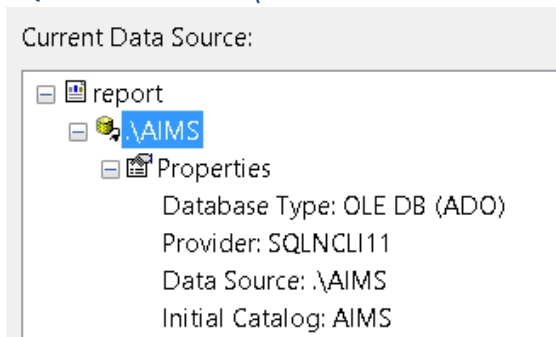 Current Data Source:
report
.\AIMS
Properties
Database Type: OLE DB (ADO)
Provider: SQLNCLI11
Data Source: .\AIMS
Initial Catalog: AIMS